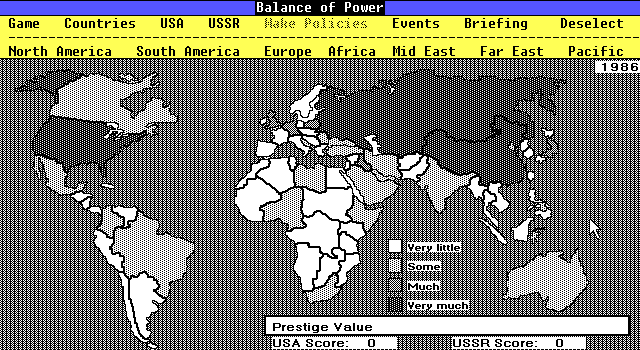 Balance of Power
Game Countries USA USSR Make Policies Events Briefing Deselect
North America South America Europe Africa Mid East Far East Pacific
1986
Very little
Some
Much
Very much
Prestige Value
USA Score: 0 USSR Score: 0